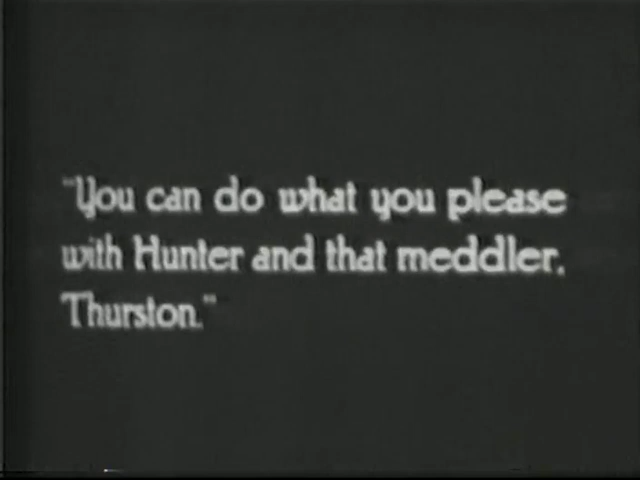 "You can do what you please
with Hunter and that meddler,
Thurston."